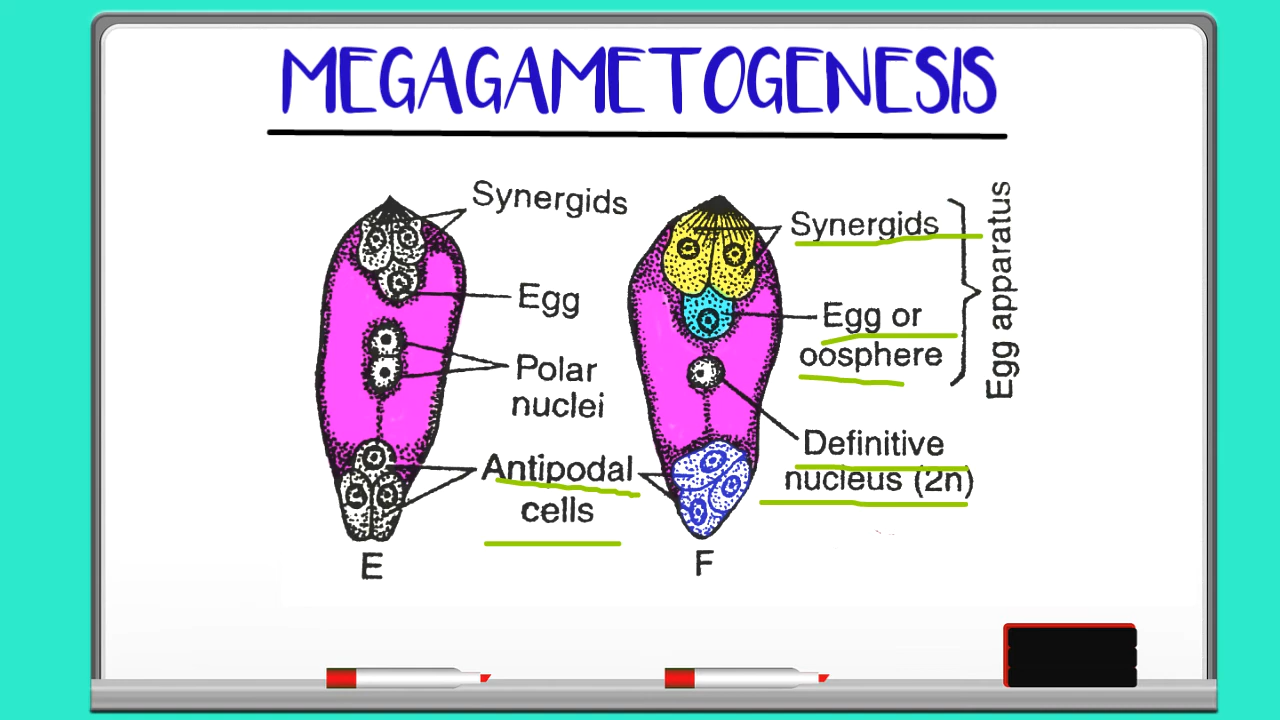 MEGAGAMETOGENESIS
Synergids
Egg
Polar
nuclei
Antipodal
cells
E
Synergids
Egg or
oosphere
Egg apparatus
Definitive
nucleus (2n)
F